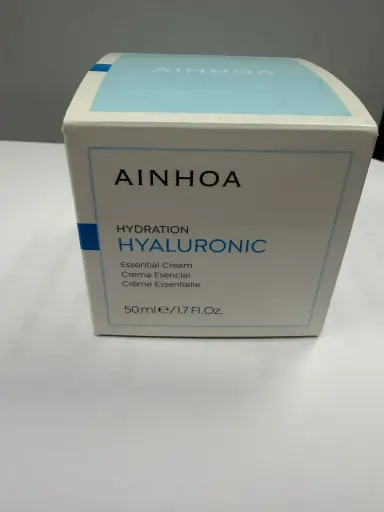 AINHOA
AINHOA
HYDRATION
HYALURONIC
Essential Cream
Crema Esencial
Crème Essentielle
50ml℮/1.7 Fl.Oz.